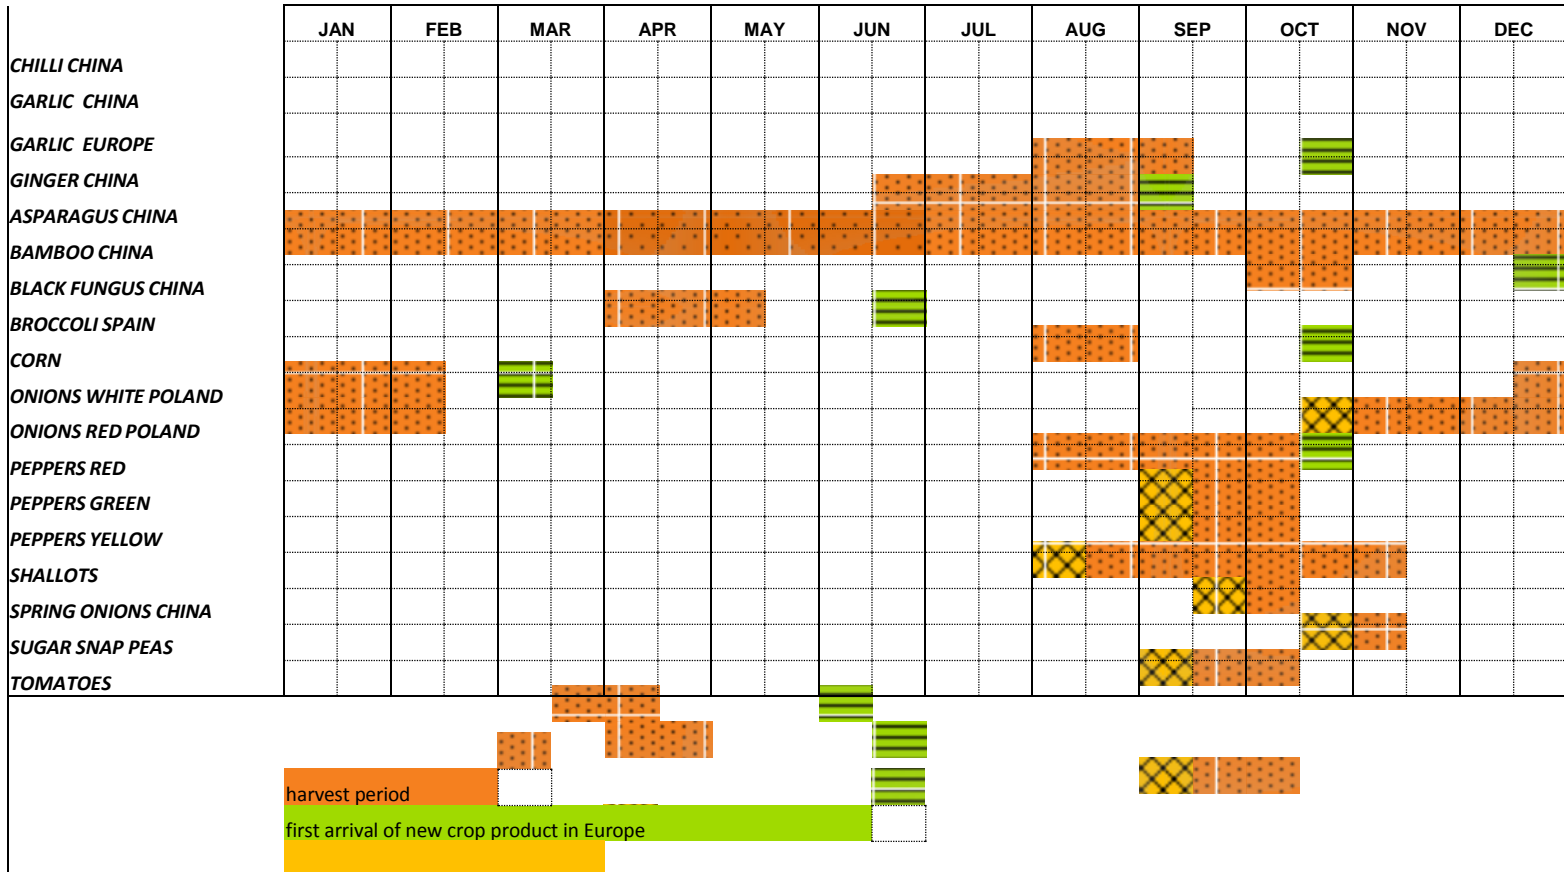 JAN FEB MAR APR MAY JUN JUL AUG SEP OCT NOV DEC
CHILLI CHINA
GARLIC CHINA
GARLIC EUROPE
GINGER CHINA
ASPARAGUS CHINA
BAMBOO CHINA
BLACK FUNGUS CHINA
BROCCOLI SPAIN
CORN
ONIONS WHITE POLAND
ONIONS RED POLAND
PEPPERS RED
PEPPERS GREEN
PEPPERS YELLOW
SHALLOTS
SPRING ONIONS CHINA
SUGAR SNAP PEAS
TOMATOES
harvest period
first arrival of new crop product in Europe